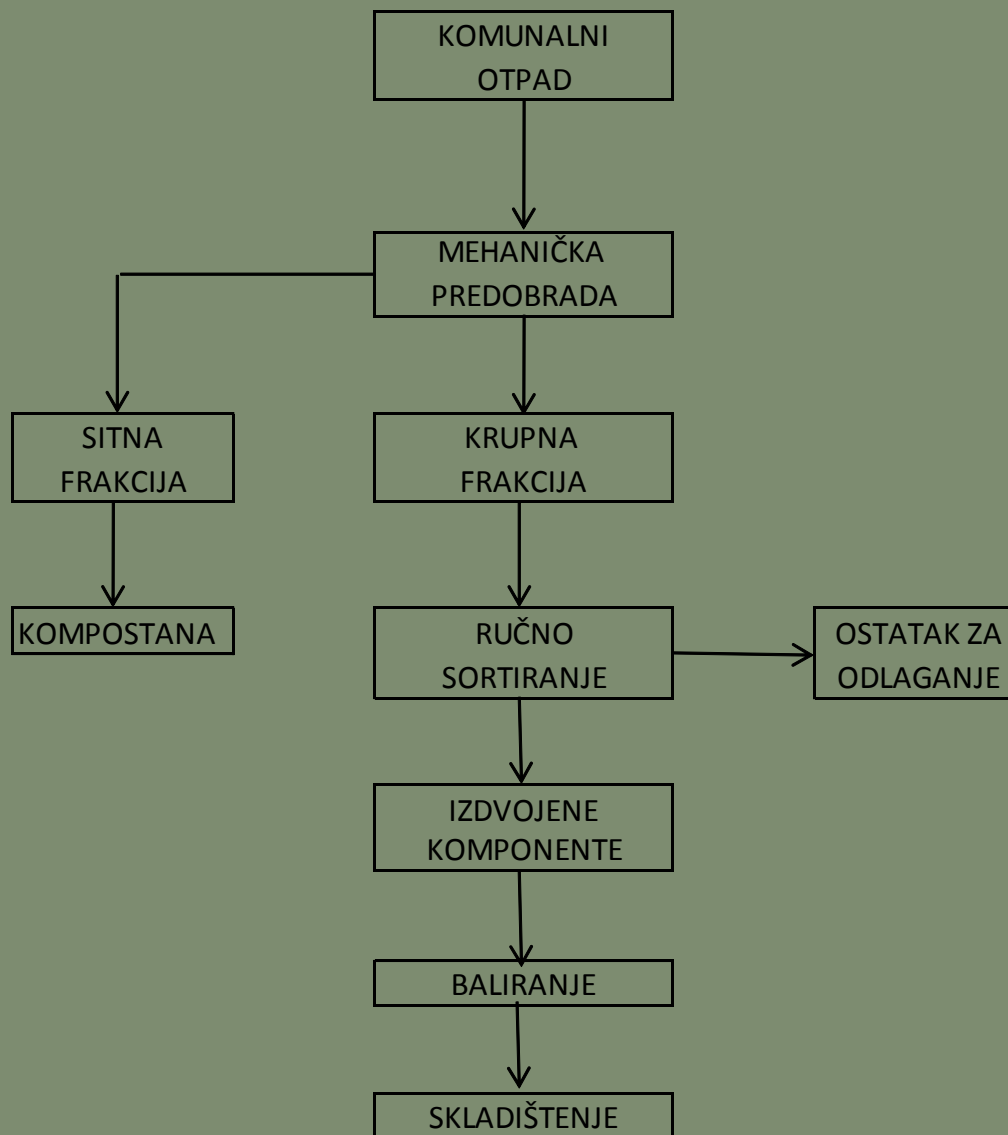 KOMUNALNI
OTPAD
MEHANIČKA
PREDOBRADA
SITNA
FRAKCIJA
KRUPNA
FRAKCIJA
KOMPOSTANA
RUČNO
SORTIRANJE
OSTATAK ZA
ODLAGANJE
IZDVOJENE
KOMPONENTE
BALIRANJE
SKLADIŠTENJE